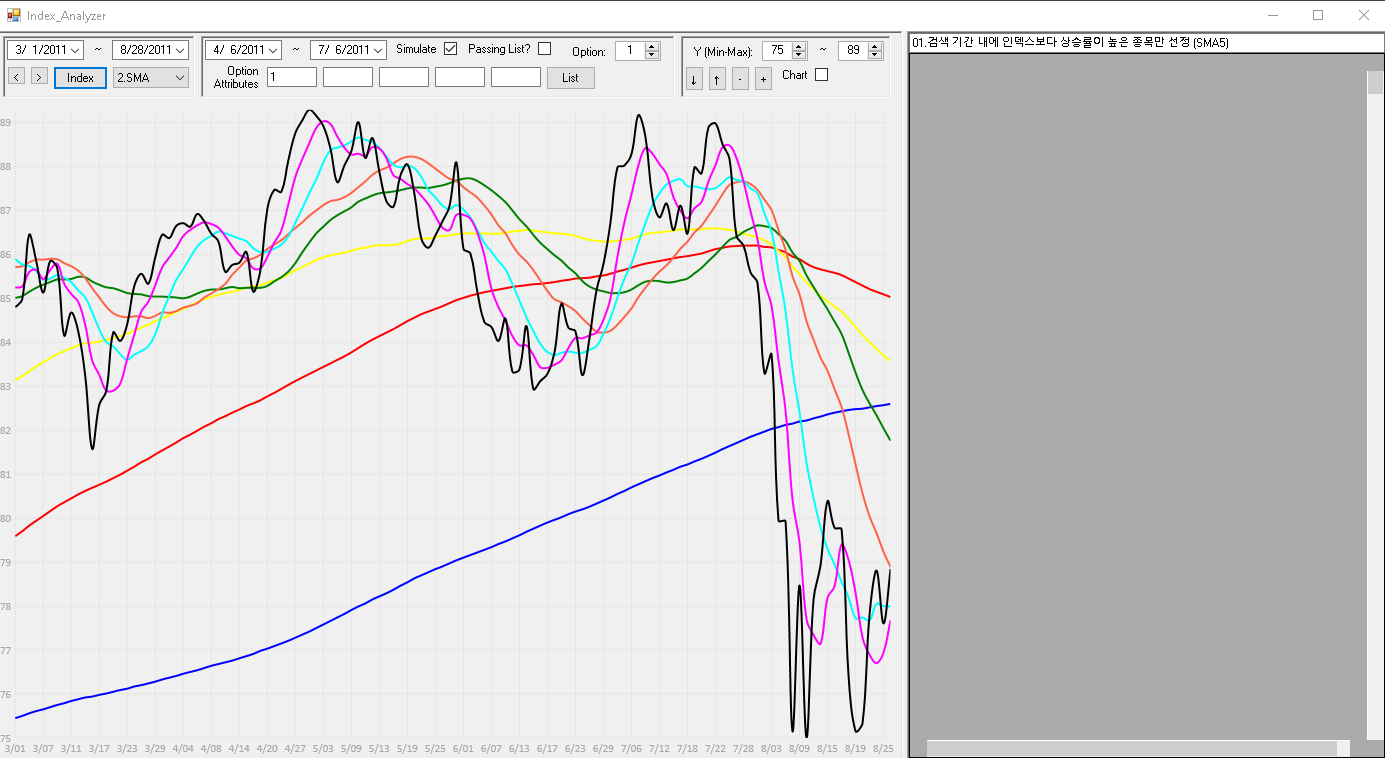 Index_Analyzer
3/ 1/2011 ~ 8/28/2011
< > Index 2.SMA
4/ 6/2011 ~ 7/ 6/2011 Simulate Passing List? Option: 1
Option Attributes 1 List
Y (Min-Max): 75 ~ 89
↓ ↑ - + Chart
01.검색 기간 내에 인덱스보다 상승률이 높은 종목만 선정 (SMA5)
89
88
87
86
85
84
83
82
81
80
79
78
77
76
75
3/01 3/07 3/11 3/17 3/23 3/29 4/04 4/08 4/14 4/20 4/27 5/03 5/09 5/13 5/19 5/25 6/01 6/07 6/13 6/17 6/23 6/29 7/06 7/12 7/18 7/22 7/28 8/03 8/09 8/15 8/19 8/25